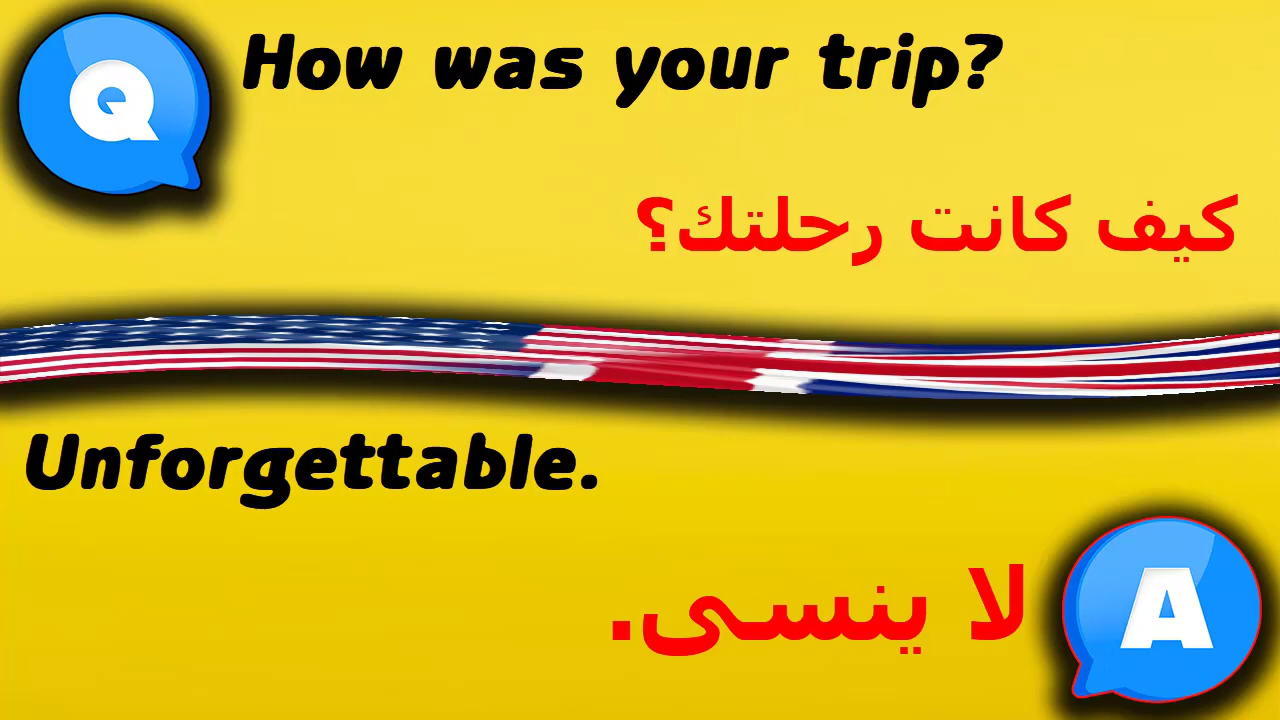 Q
How was your trip?
كيف كانت رحلتك؟
Unforgettable.
لا ينسى.
A